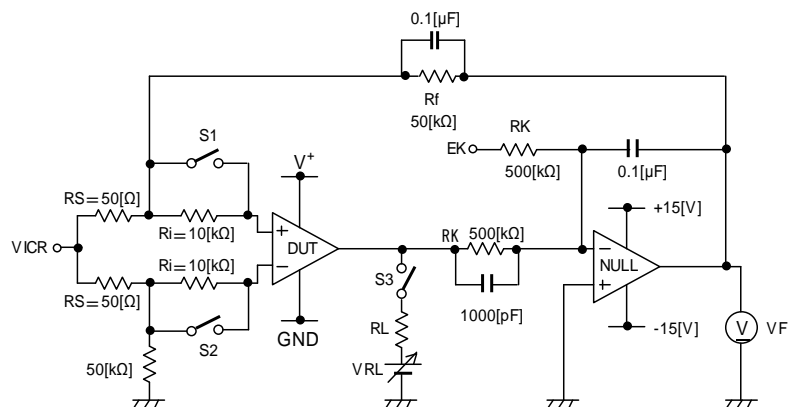 0.1[μF]
Rf
50[kΩ]
S1
RK
EK
500[kΩ]
0.1[μF]
V+
RS=50[Ω]
Ri=10[kΩ]
+15[V]
VICR
+
DUT
−
Ri=10[kΩ]
RK
500[kΩ]
−
NULL
+
RS=50[Ω]
S3
1000[pF]
V
VF
S2
GND
RL
-15[V]
50[kΩ]
VRL